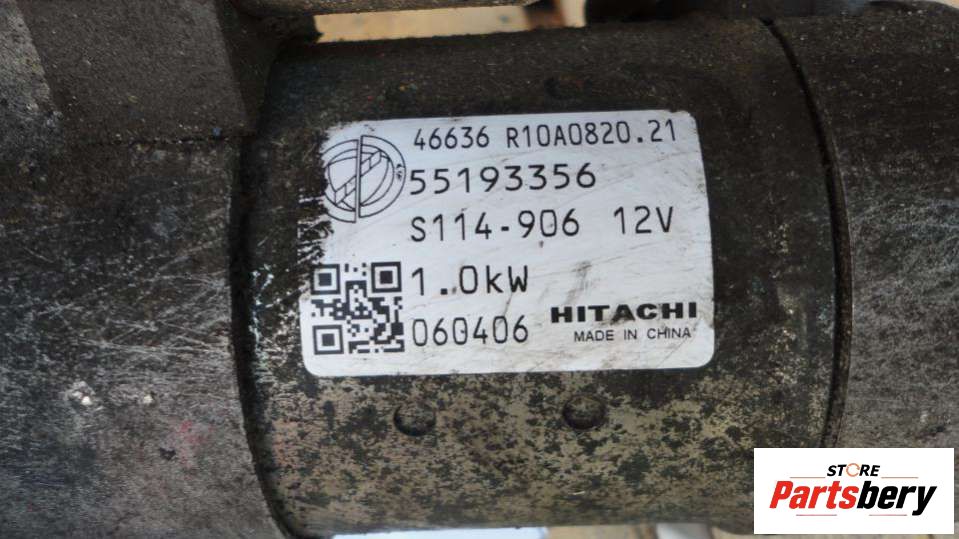 46636 R10A0820.21
55193356
S114-906 12V
1.0kW
060406 HITACHI
MADE IN CHINA
STORE
Partsbery